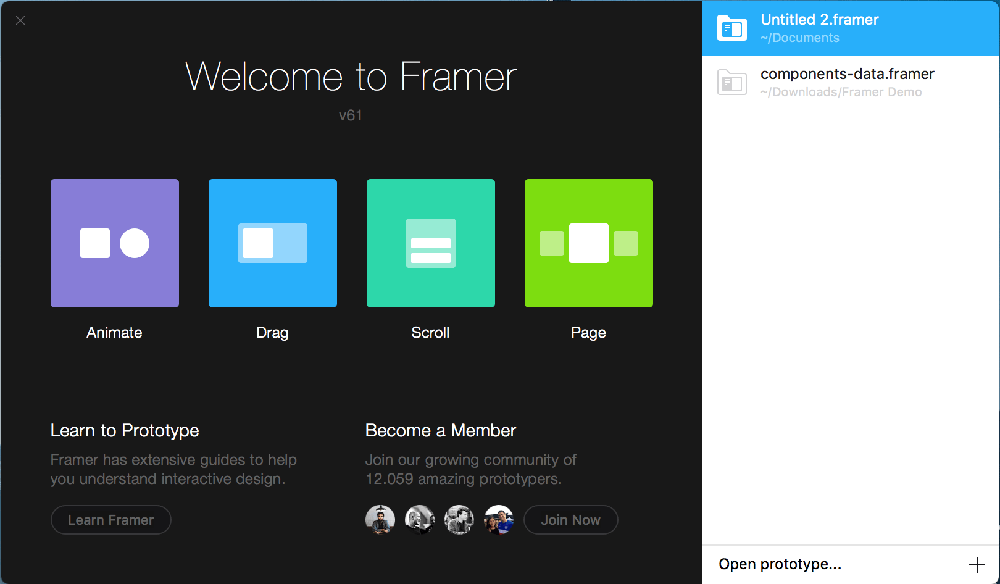 Welcome to Framer
v61
Animate
Drag
Scroll
Page
Learn to Prototype
Framer has extensive guides to help
you understand interactive design.
Learn Framer
Become a Member
Join our growing community of
12.059 amazing prototypers.
Join Now
Untitled 2.framer
~/Documents
components-data.framer
~/Downloads/Framer Demo
Open prototype...